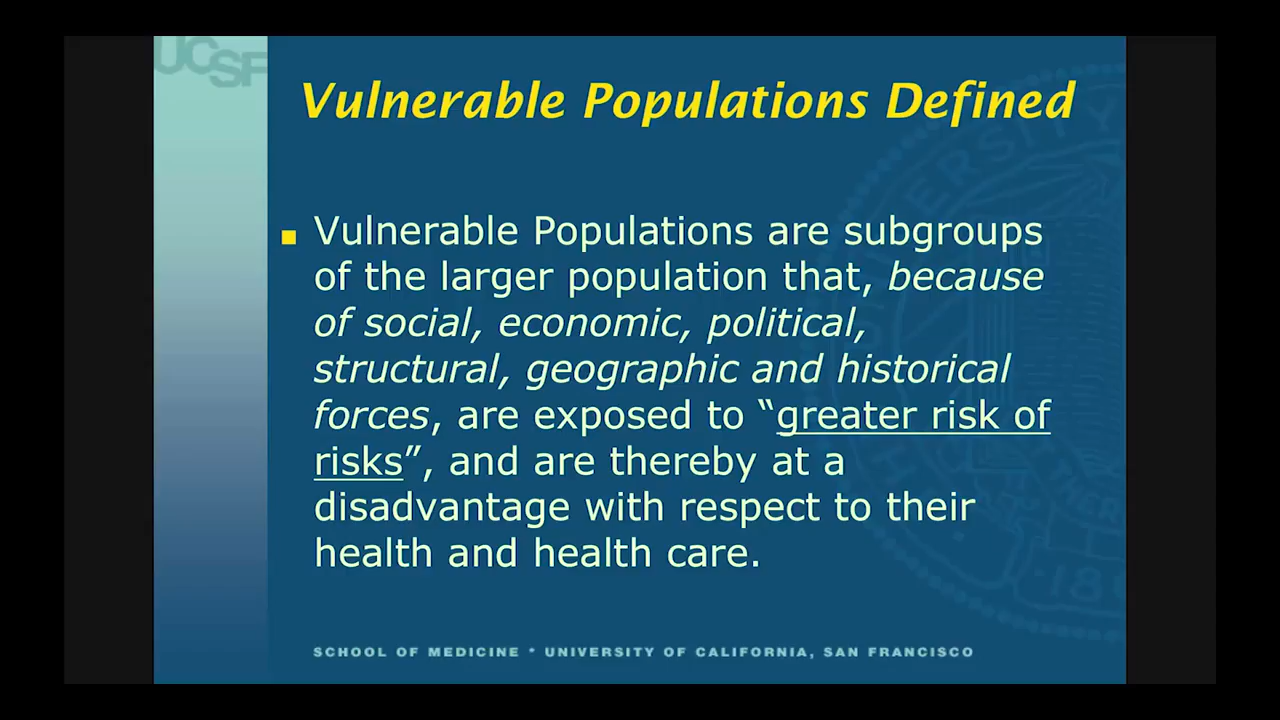 UCSF
Vulnerable Populations Defined
▪ Vulnerable Populations are subgroups
of the larger population that, because
of social, economic, political,
structural, geographic and historical
forces, are exposed to “greater risk of
risks”, and are thereby at a
disadvantage with respect to their
health and health care.
SCHOOL OF MEDICINE * UNIVERSITY OF CALIFORNIA, SAN FRANCISCO